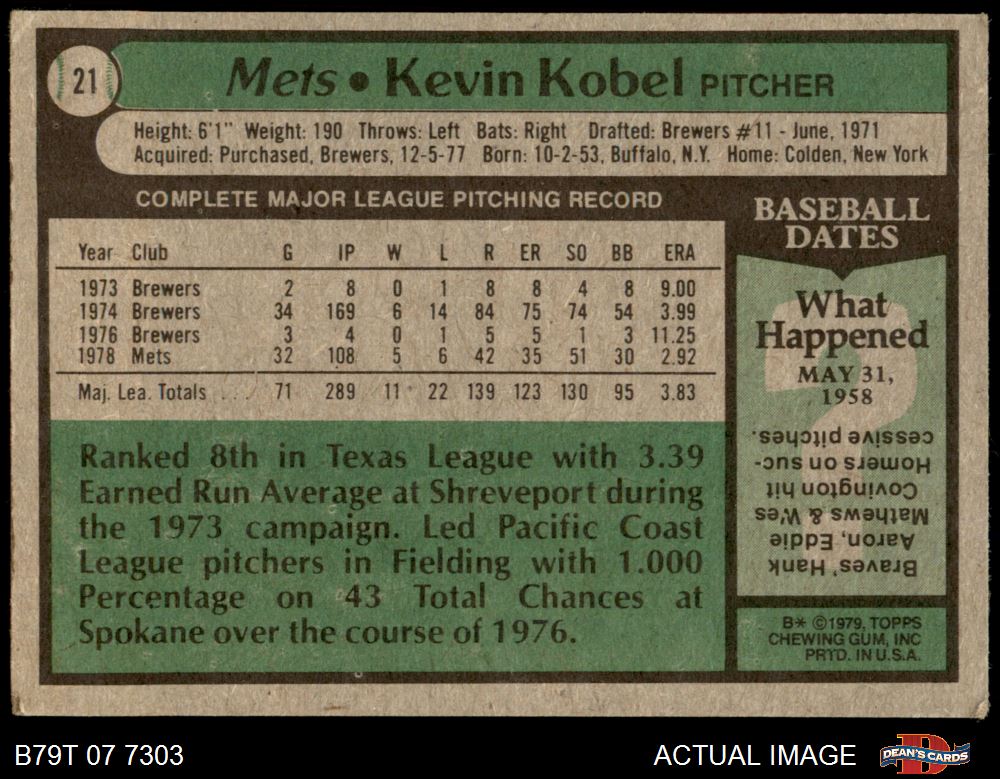 21
Mets • Kevin Kobel PITCHER
Height: 6'1" Weight: 190 Throws: Left Bats: Right Drafted: Brewers #11 - June, 1971
Acquired: Purchased, Brewers, 12-5-77 Born: 10-2-53, Buffalo, N.Y. Home: Colden, New York
COMPLETE MAJOR LEAGUE PITCHING RECORD
Year Club G IP W L R ER SO BB ERA
1973 Brewers 2 8 0 1 8 8 4 8 9.00
1974 Brewers 34 169 6 14 84 75 74 54 3.99
1976 Brewers 3 4 0 1 5 5 1 3 11.25
1978 Mets 32 108 5 6 42 35 51 30 2.92
Maj. Lea. Totals . . . 71 289 11 22 139 123 130 95 3.83
Ranked 8th in Texas League with 3.39
Earned Run Average at Shreveport during
the 1973 campaign. Led Pacific Coast
League pitchers in Fielding with 1.000
Percentage on 43 Total Chances at
Spokane over the course of 1976.
BASEBALL
DATES
What
Happened
MAY 31,
1958
Braves' Hank
Aaron, Eddie
Mathews & Wes
Covington hit
Homers on suc-
cessive pitches.
B* ©1979, TOPPS
CHEWING GUM, INC
PRTD. IN U.S.A.
B79T 07 7303
ACTUAL IMAGE
DEAN'S CARDS